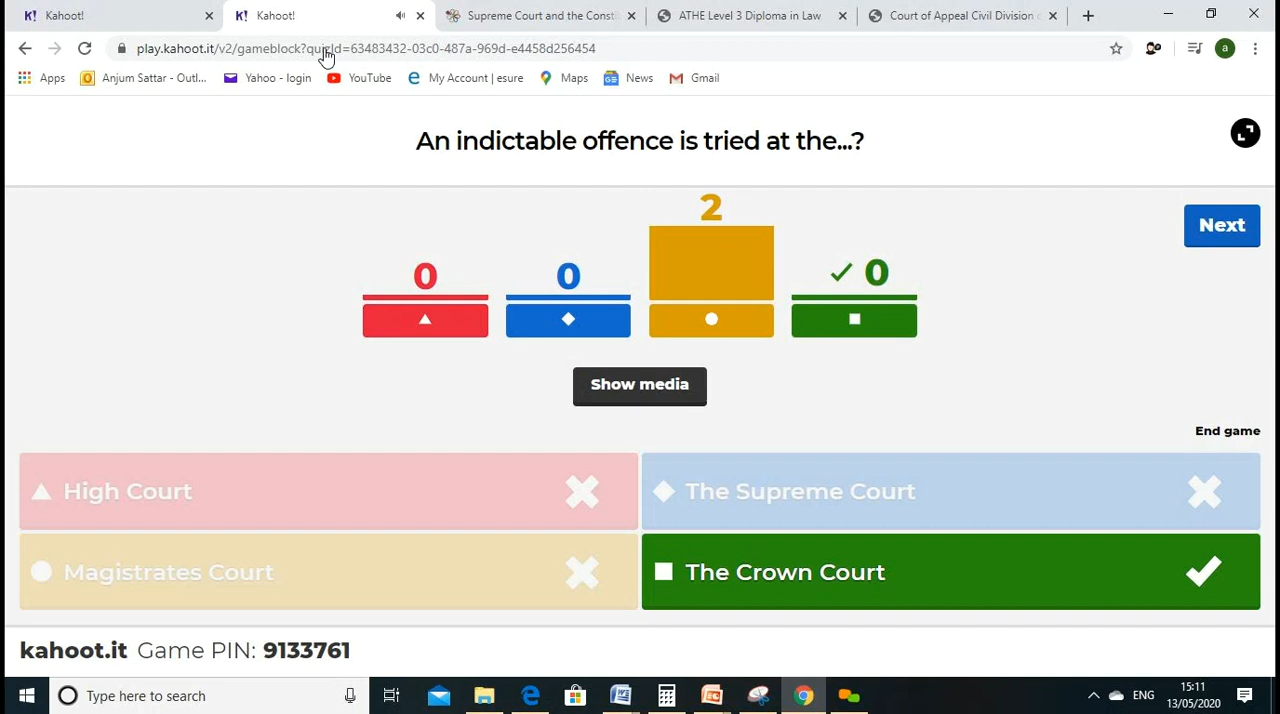 Kahoot!
Kahoot!
Supreme Court and the Consti
ATHE Level 3 Diploma in Law
Court of Appeal Civil Division o
play.kahoot.it/v2/gameblock?quizId=63483432-03c0-487a-969d-e4458d256454
a
Apps
Anjum Sattar - Outl...
Yahoo - login
YouTube
My Account | esure
Maps
News
Gmail
An indictable offence is tried at the...?
0
0
2
0
Next
Show media
End game
High Court
The Supreme Court
Magistrates Court
The Crown Court
kahoot.it Game PIN: 9133761
Type here to search
ENG
15:11
13/05/2020